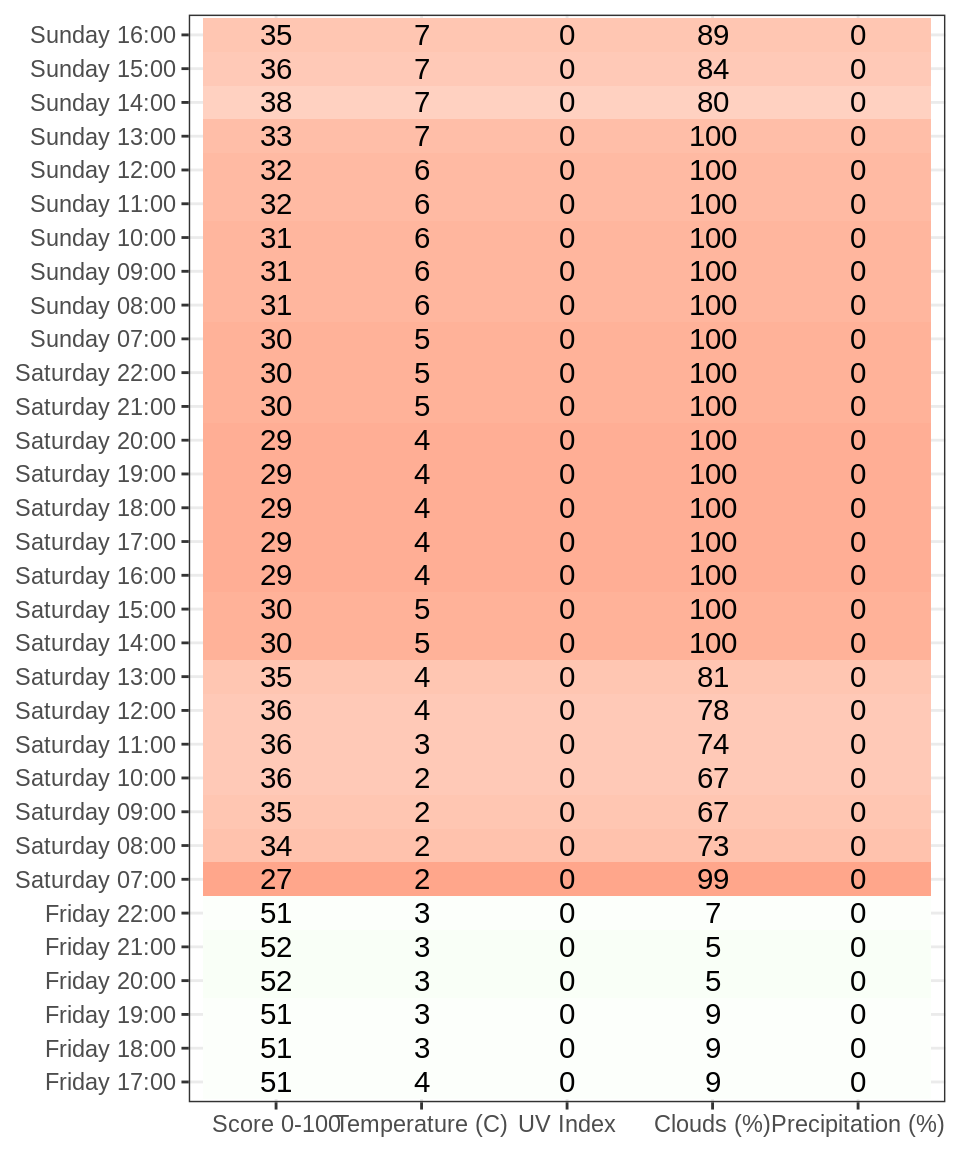 Sunday 16:00 35 7 0 89 0
Sunday 15:00 36 7 0 84 0
Sunday 14:00 38 7 0 80 0
Sunday 13:00 33 7 0 100 0
Sunday 12:00 32 6 0 100 0
Sunday 11:00 32 6 0 100 0
Sunday 10:00 31 6 0 100 0
Sunday 09:00 31 6 0 100 0
Sunday 08:00 31 6 0 100 0
Sunday 07:00 30 5 0 100 0
Saturday 22:00 30 5 0 100 0
Saturday 21:00 30 5 0 100 0
Saturday 20:00 29 4 0 100 0
Saturday 19:00 29 4 0 100 0
Saturday 18:00 29 4 0 100 0
Saturday 17:00 29 4 0 100 0
Saturday 16:00 29 4 0 100 0
Saturday 15:00 30 5 0 100 0
Saturday 14:00 30 5 0 100 0
Saturday 13:00 35 4 0 81 0
Saturday 12:00 36 4 0 78 0
Saturday 11:00 36 3 0 74 0
Saturday 10:00 36 2 0 67 0
Saturday 09:00 35 2 0 67 0
Saturday 08:00 34 2 0 73 0
Saturday 07:00 27 2 0 99 0
Friday 22:00 51 3 0 7 0
Friday 21:00 52 3 0 5 0
Friday 20:00 52 3 0 5 0
Friday 19:00 51 3 0 9 0
Friday 18:00 51 3 0 9 0
Friday 17:00 51 4 0 9 0
Score 0-100 Temperature (C) UV Index Clouds (%) Precipitation (%)